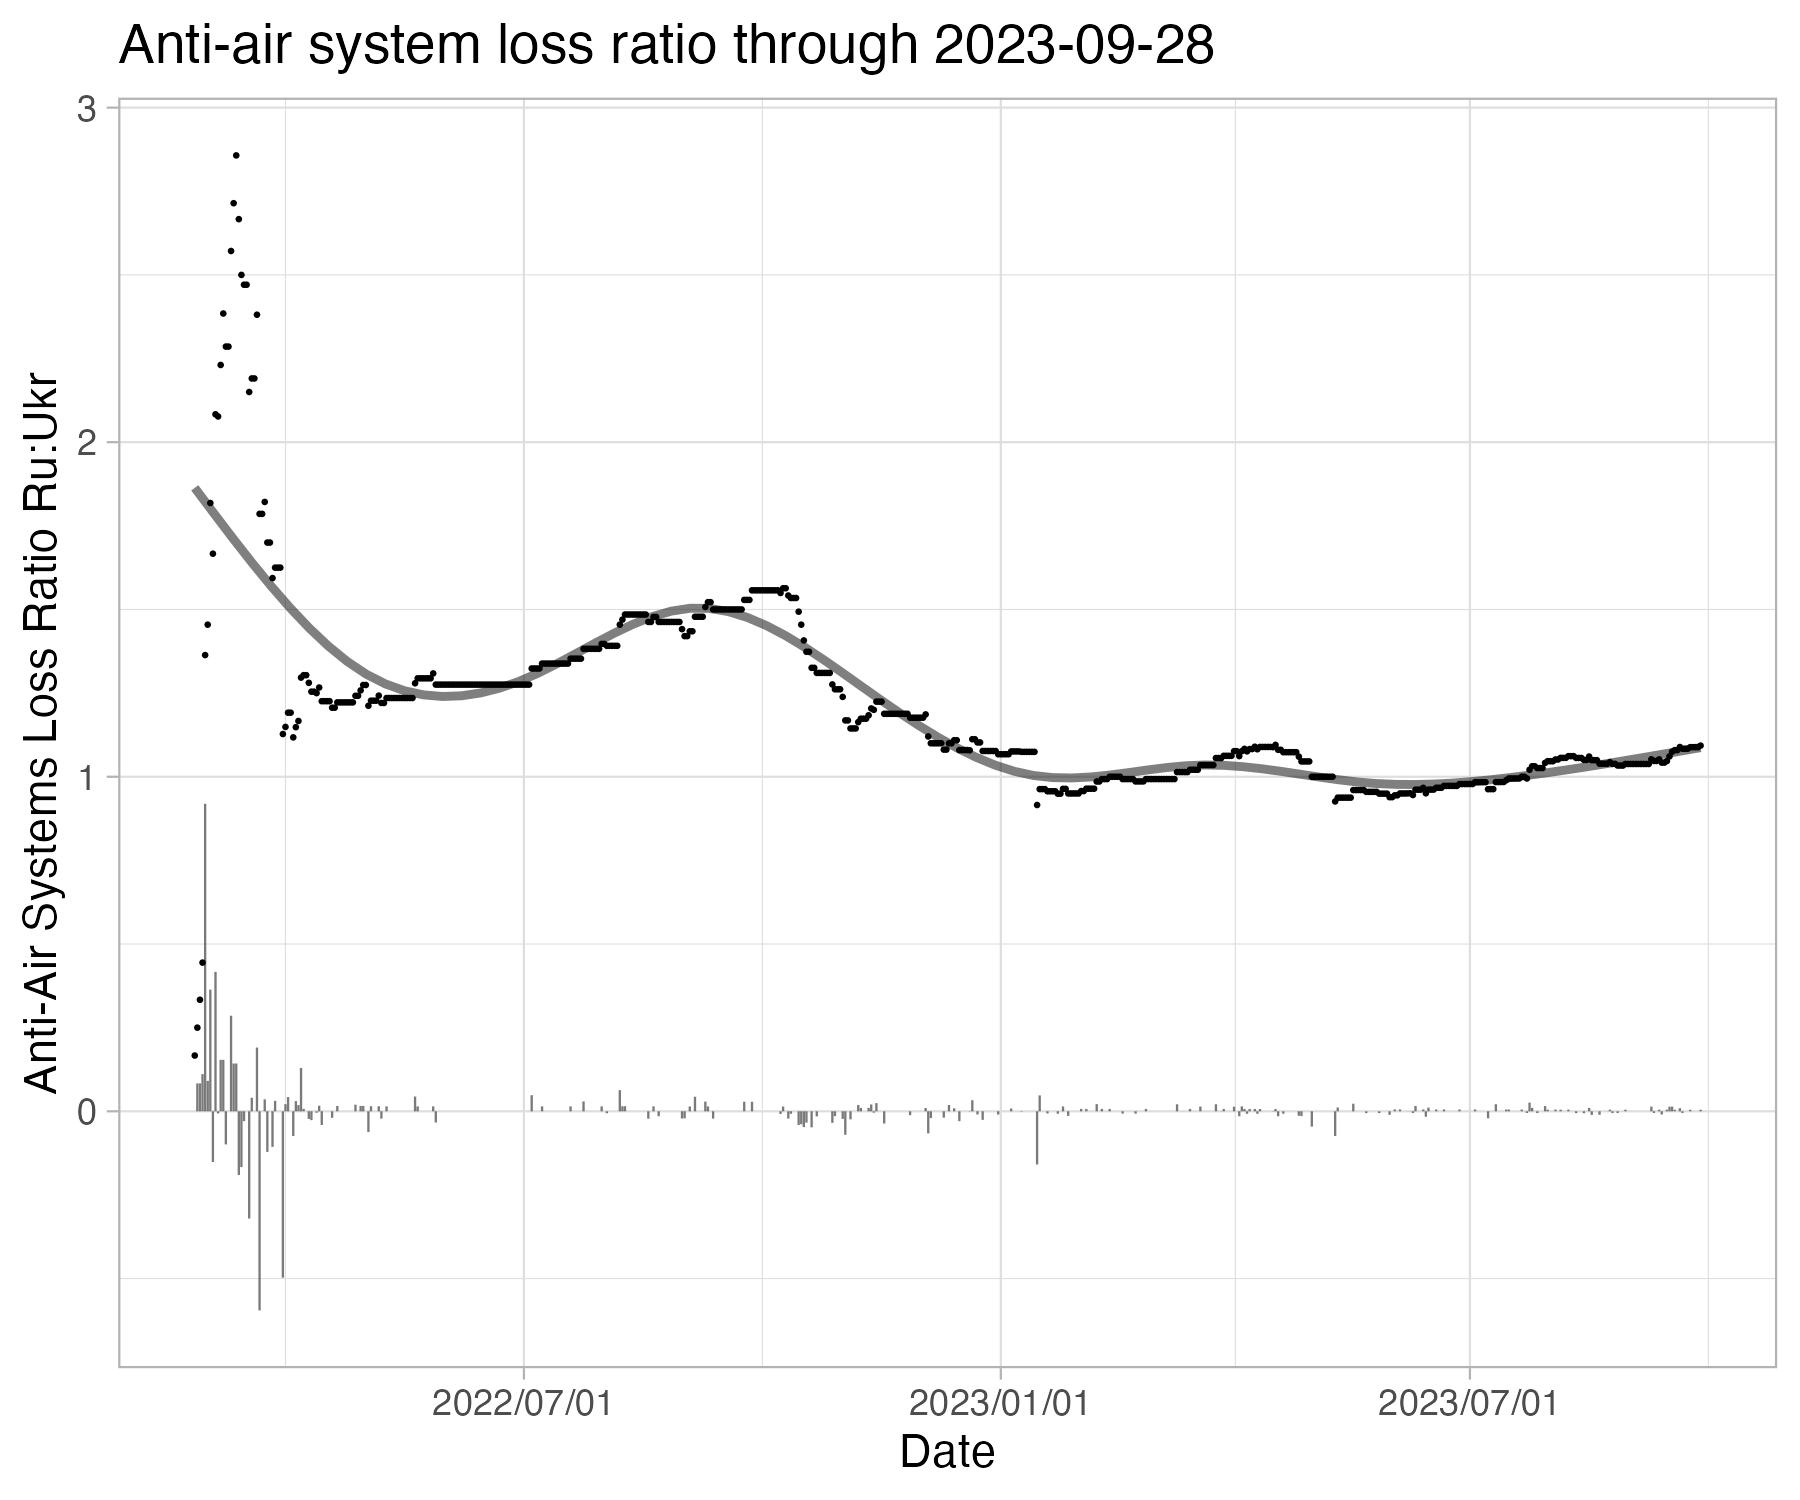 Anti-air system loss ratio through 2023-09-28
Anti-Air Systems Loss Ratio Ru:Ukr
3
2
1
0
2022/07/01
2023/01/01
2023/07/01
Date